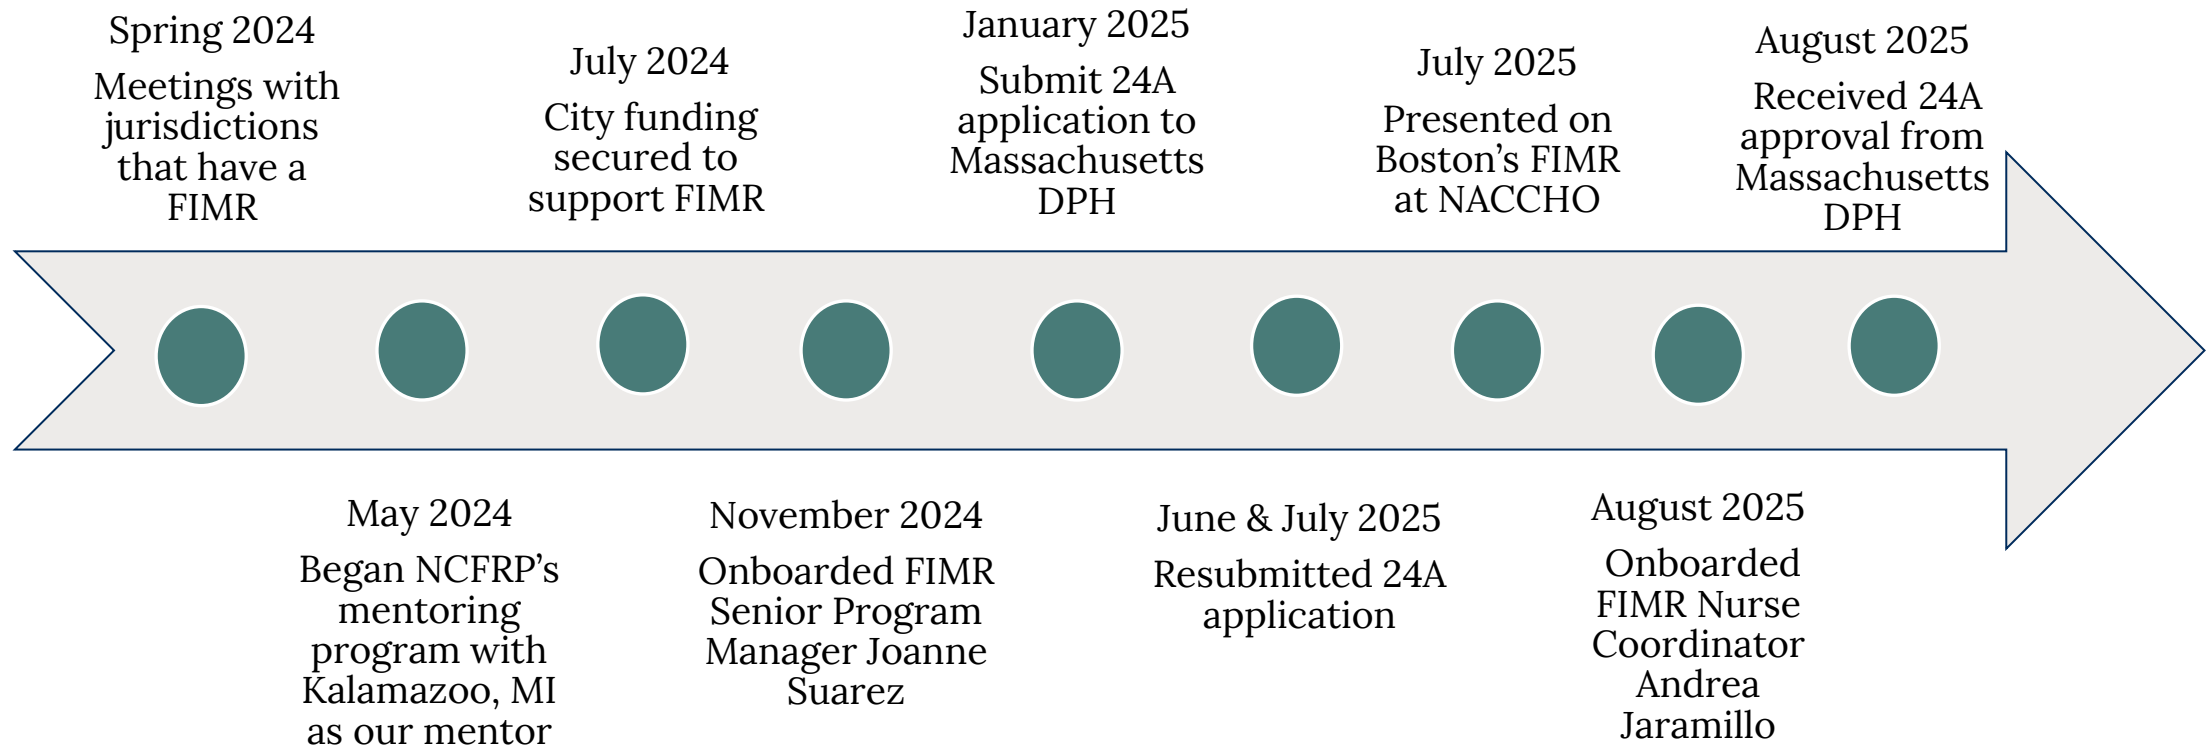 Spring 2024
Meetings with
jurisdictions
that have a
FIMR
May 2024
Began NCFRP's
mentoring
program with
Kalamazoo, MI
as our mentor
July 2024
City funding
secured to
support FIMR
November 2024
Onboarded FIMR
Senior Program
Manager Joanne
Suarez
January 2025
Submit 24A
application to
Massachusetts
DPH
June & July 2025
Resubmitted 24A
application
July 2025
Presented on
Boston’s FIMR
at NACCHO
August 2025
Onboarded
FIMR Nurse
Coordinator
Andrea
Jaramillo
August 2025
Received 24A
approval from
Massachusetts
DPH